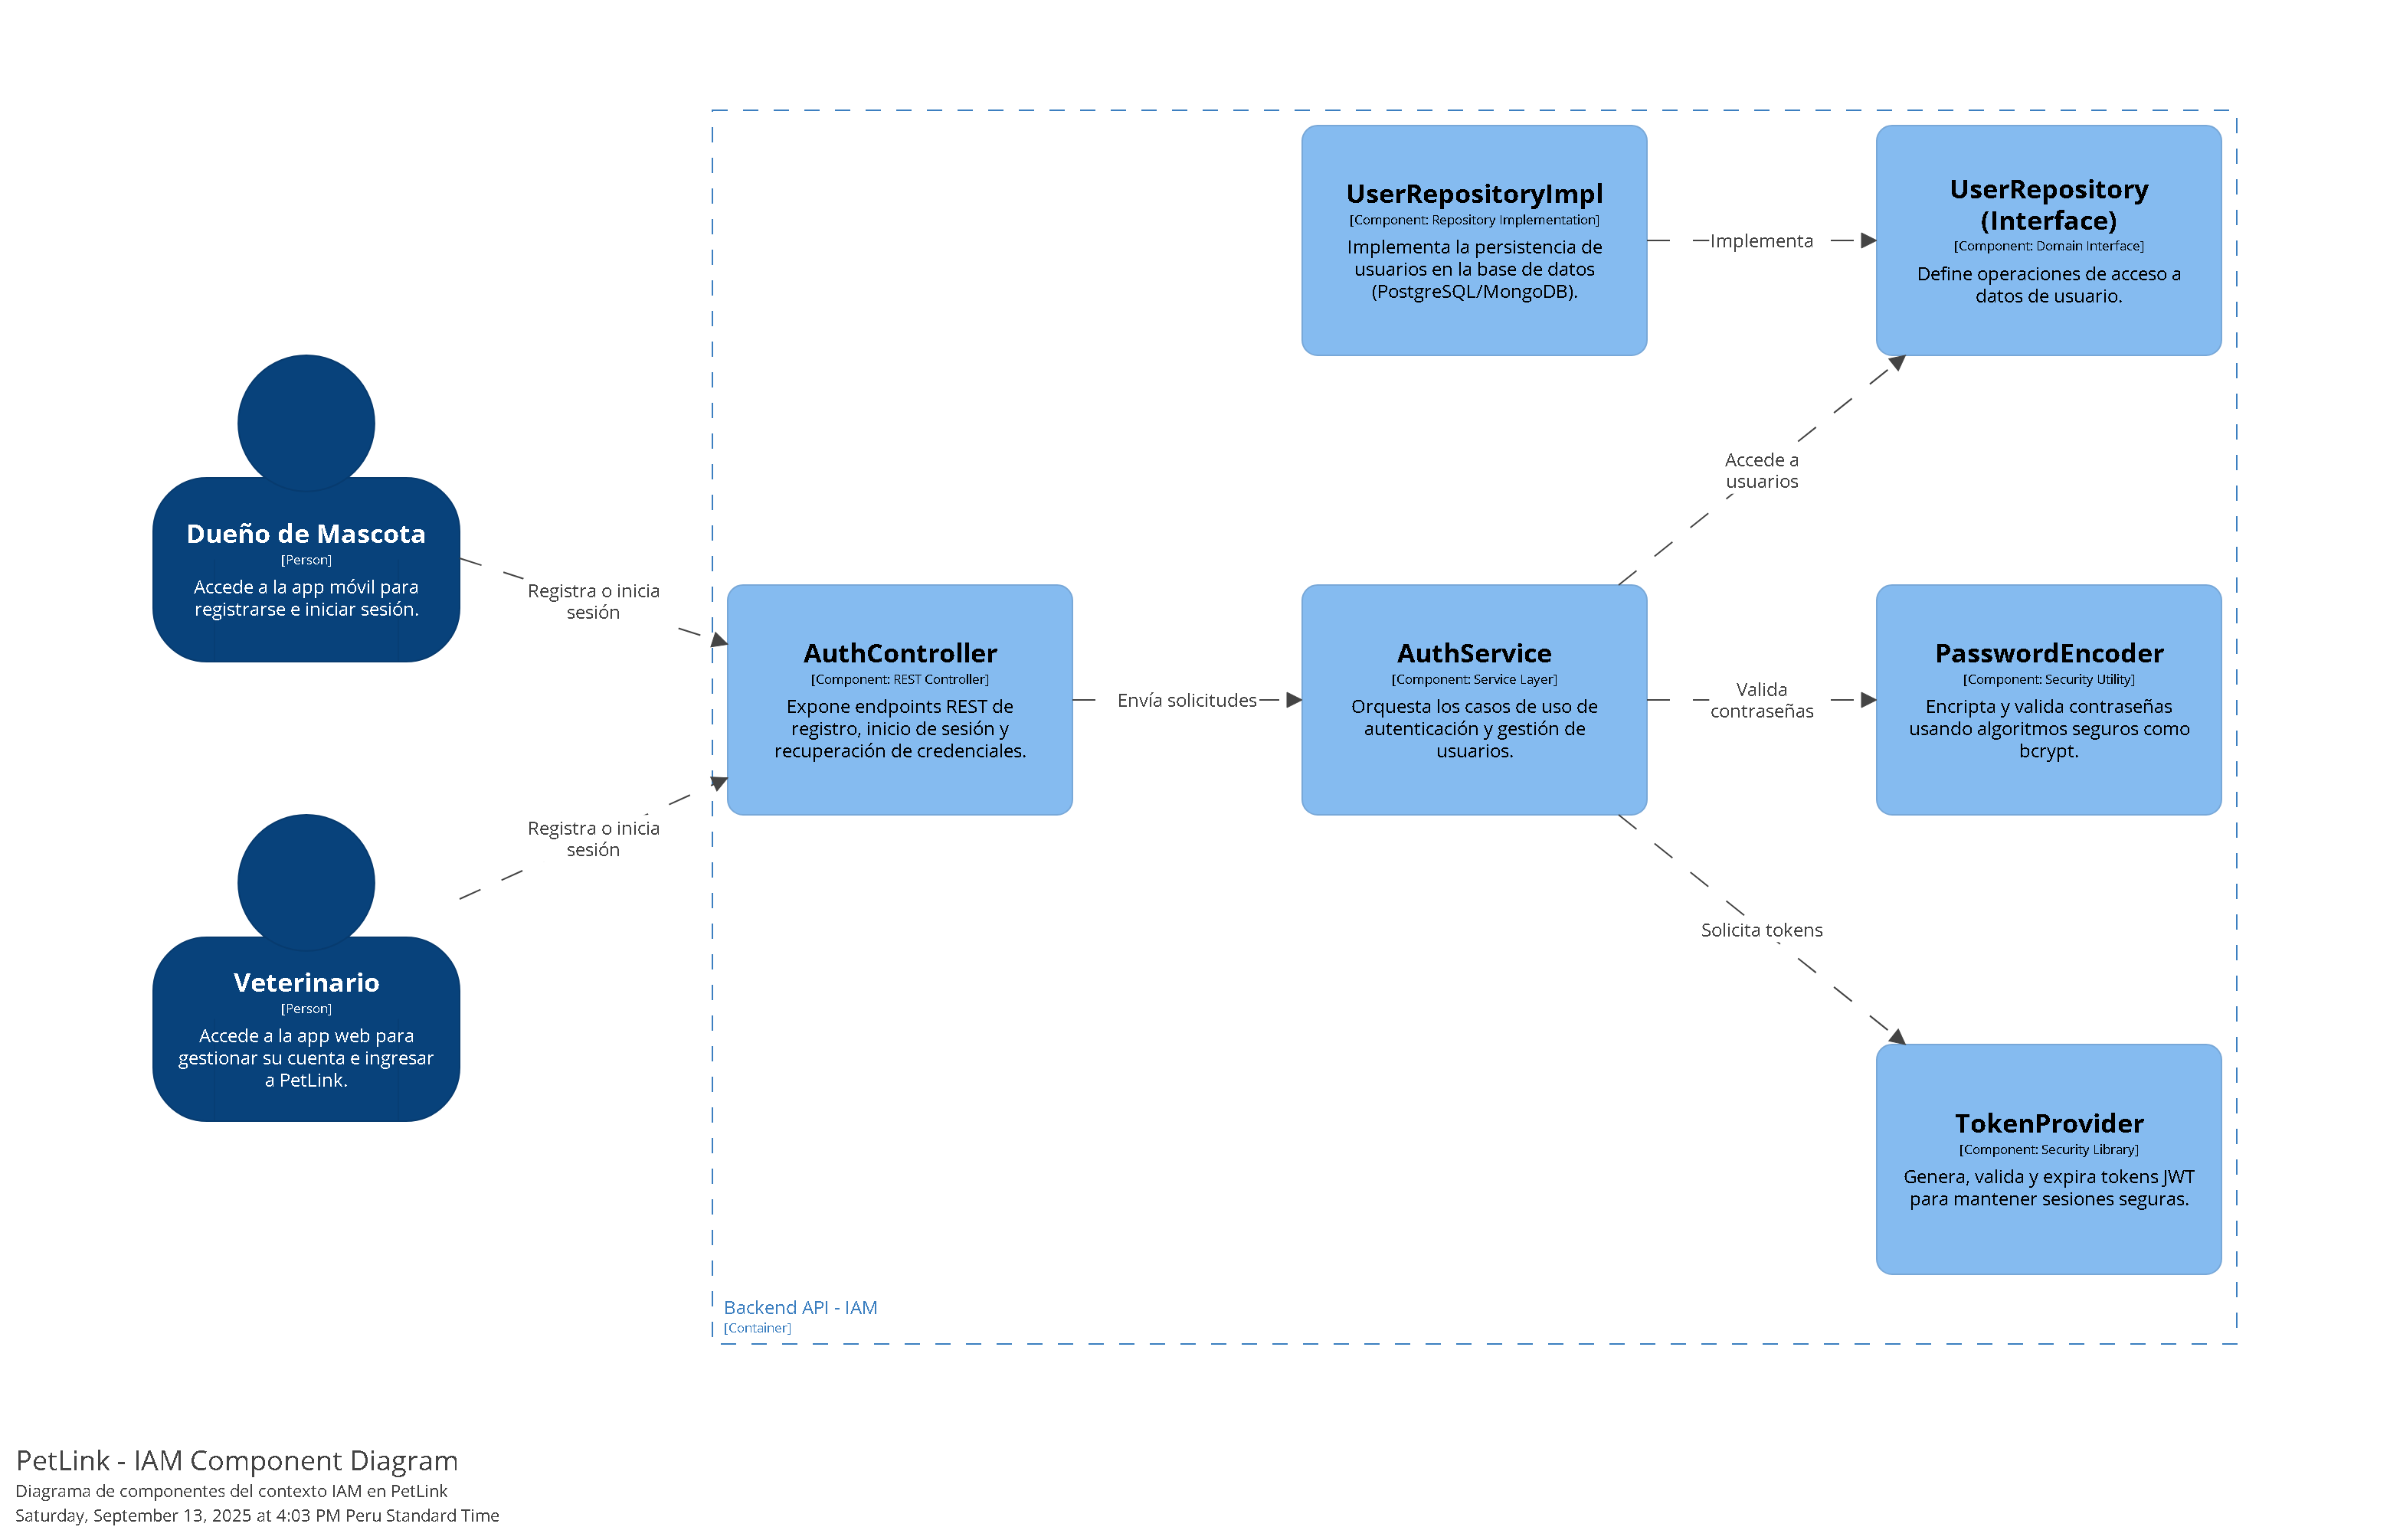 UserRepositoryImpl
[Component: Repository Implementation]
Implementa la persistencia de
usuarios en la base de datos
(PostgreSQL/MongoDB).
Implementa
UserRepository
(Interface)
[Component: Domain Interface]
Define operaciones de acceso a
datos de usuario.
Accede a
usuarios
Dueño de Mascota
[Person]
Accede a la app móvil para
registrarse e iniciar sesión.
Registra o inicia
sesión
AuthController
[Component: REST Controller]
Expone endpoints REST de
registro, inicio de sesión y
recuperación de credenciales.
Envía solicitudes
AuthService
[Component: Service Layer]
Orquesta los casos de uso de
autenticación y gestión de
usuarios.
Valida
contraseñas
PasswordEncoder
[Component: Security Utility]
Encripta y valida contraseñas
usando algoritmos seguros como
bcrypt.
Registra o inicia
sesión
Solicita tokens
Veterinario
[Person]
Accede a la app web para
gestionar su cuenta e ingresar
a PetLink.
TokenProvider
[Component: Security Library]
Genera, valida y expira tokens JWT
para mantener sesiones seguras.
Backend API - IAM
[Container]
PetLink - IAM Component Diagram
Diagrama de componentes del contexto IAM en PetLink
Saturday, September 13, 2025 at 4:03 PM Peru Standard Time